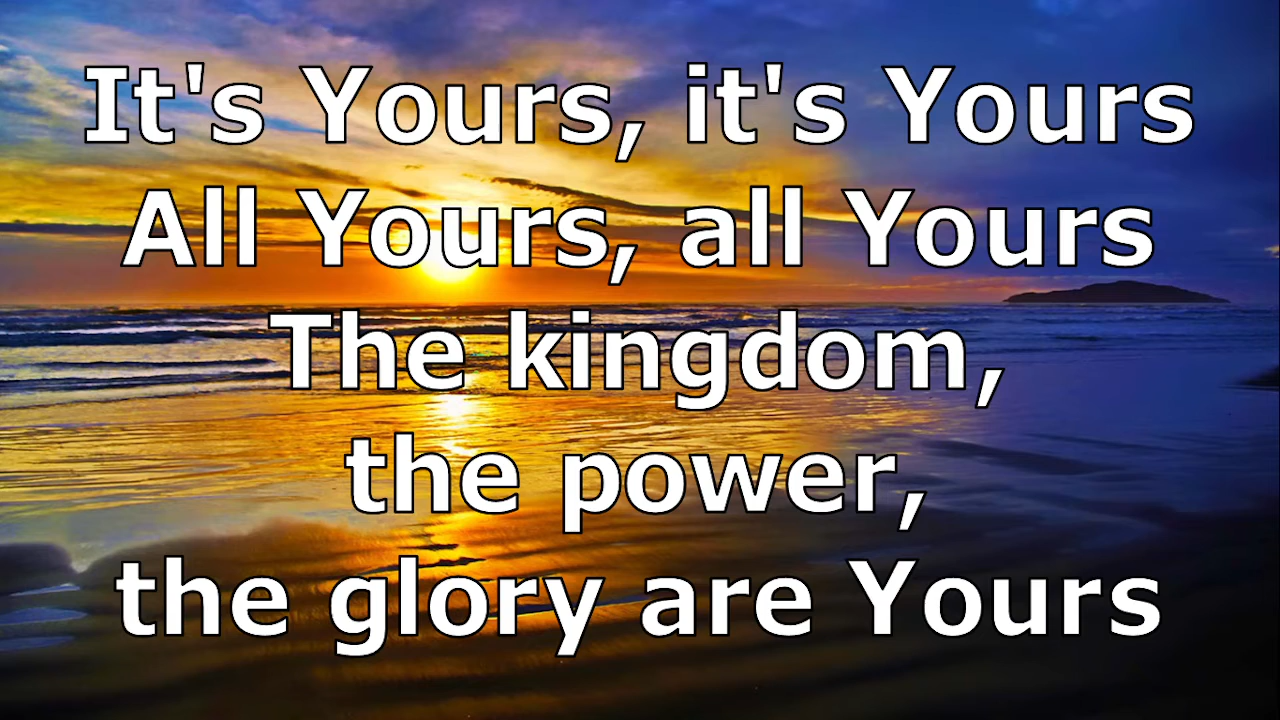 It's Yours, it's Yours
All Yours, all Yours
The kingdom,
the power,
the glory are Yours